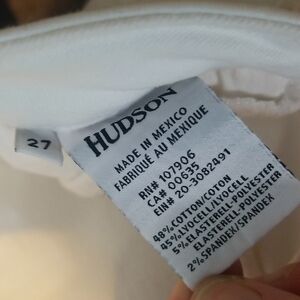 27
HUDSON
MADE IN MEXICO
FABRIQUÉ AU MEXIQUE
RN# 107906
CA# 00635
EIN# 20-3082491
48% COTTON/COTON
45% LYOCELL/LYOCELL
5% ELASTERELL-POLYESTER
ELASTERELL-POLYESTER
2% SPANDEX/SPANDEK